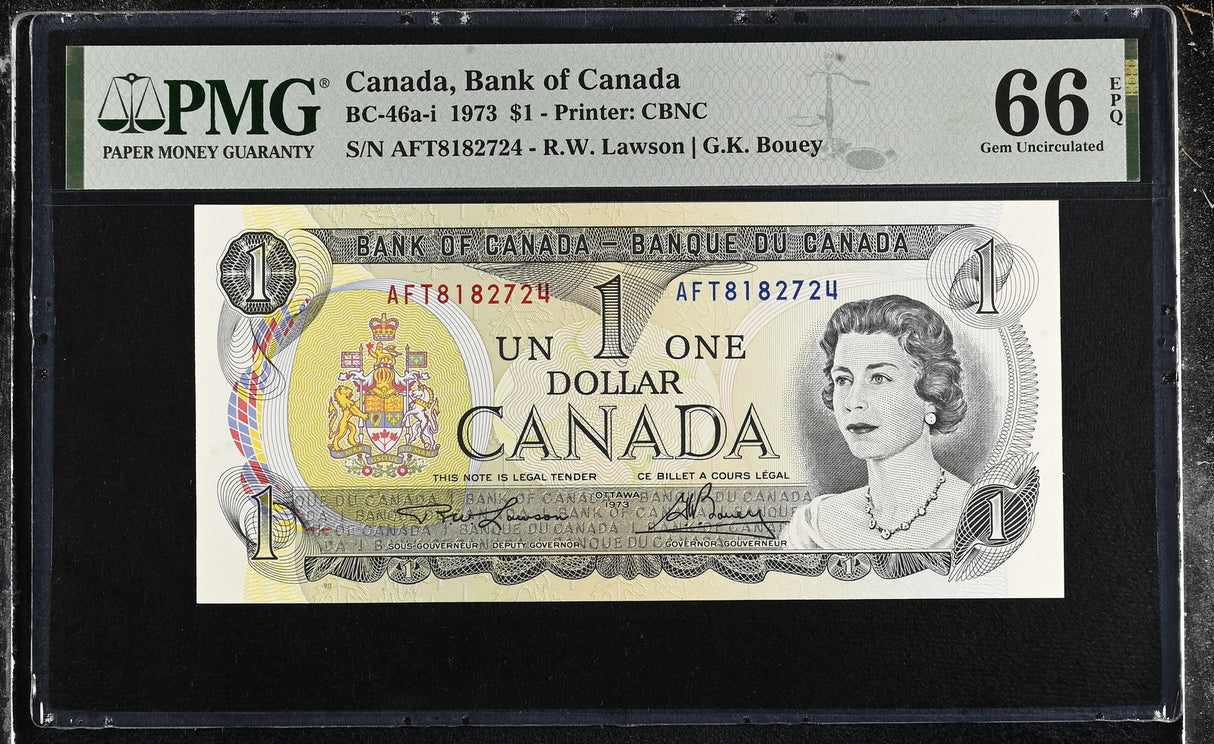 PMG®
PAPER MONEY GUARANTY
Canada, Bank of Canada
BC-46a-i 1973 $1 - Printer: CBNC
S/N AFT8182724 - R.W. Lawson | G.K. Bouey
66
EPQ
Gem Uncirculated
BANK OF CANADA – BANQUE DU CANADA
1
1
AFT8182724
AFT8182724
UN 1 ONE
DOLLAR
CANADA
THIS NOTE IS LEGAL TENDER
CE BILLET A COURS LÉGAL
OTTAWA
1973
SOUS-GOUVERNEUR DEPUTY GOVERNOR
GOVERNOR-GOUVERNEUR
1
1
1
1